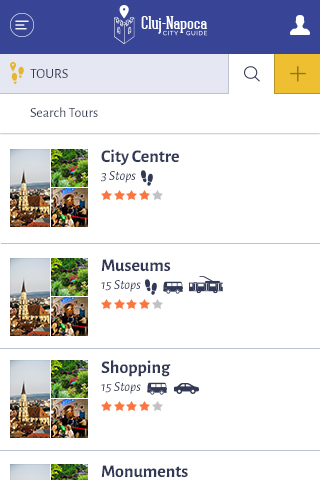 Cluj-Napoca
CITY GUIDE
TOURS
Search Tours
City Centre
3 Stops
Museums
15 Stops
Shopping
15 Stops
Monuments